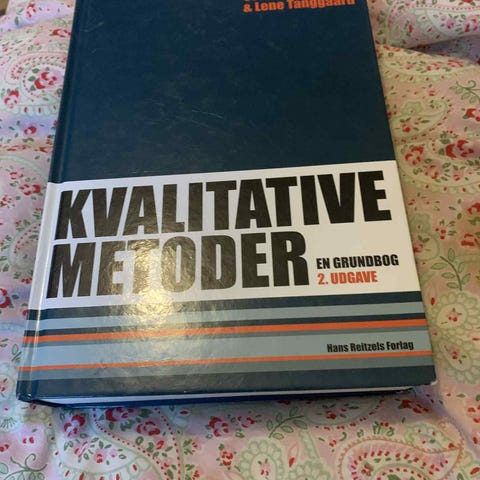 & Lene Tanggaard
KVALITATIVE
METODER
EN GRUNDBOG
2. UDGAVE
Hans Reitzels Forlag